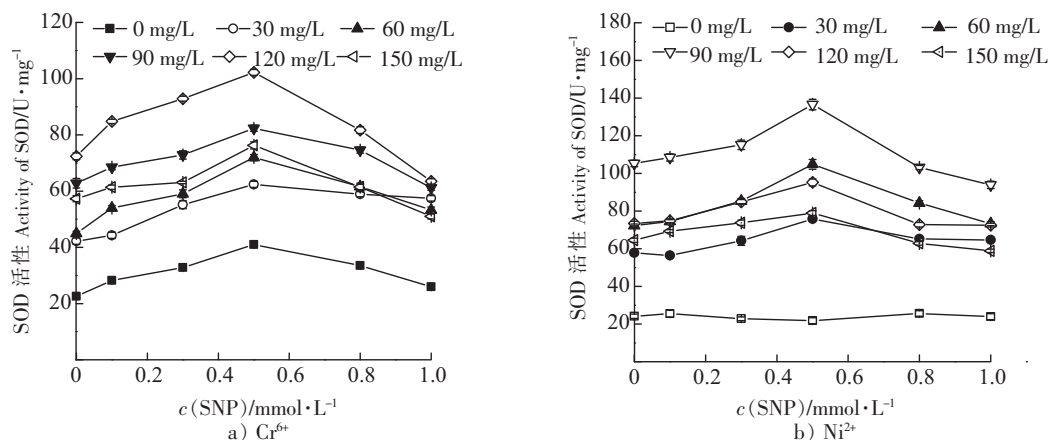 120
100
80
60
40
20
SOD 活性 Activity of SOD/U·mg⁻¹
0 mg/L 30 mg/L 60 mg/L
90 mg/L 120 mg/L 150 mg/L
0 0.2 0.4 0.6 0.8 1.0
c(SNP)/mmol·L⁻¹
a) Cr⁶⁺
180
160
140
120
100
80
60
40
20
SOD 活性 Activity of SOD/U·mg⁻¹
0 mg/L 30 mg/L 60 mg/L
90 mg/L 120 mg/L 150 mg/L
0 0.2 0.4 0.6 0.8 1.0
c(SNP)/mmol·L⁻¹
b) Ni²⁺